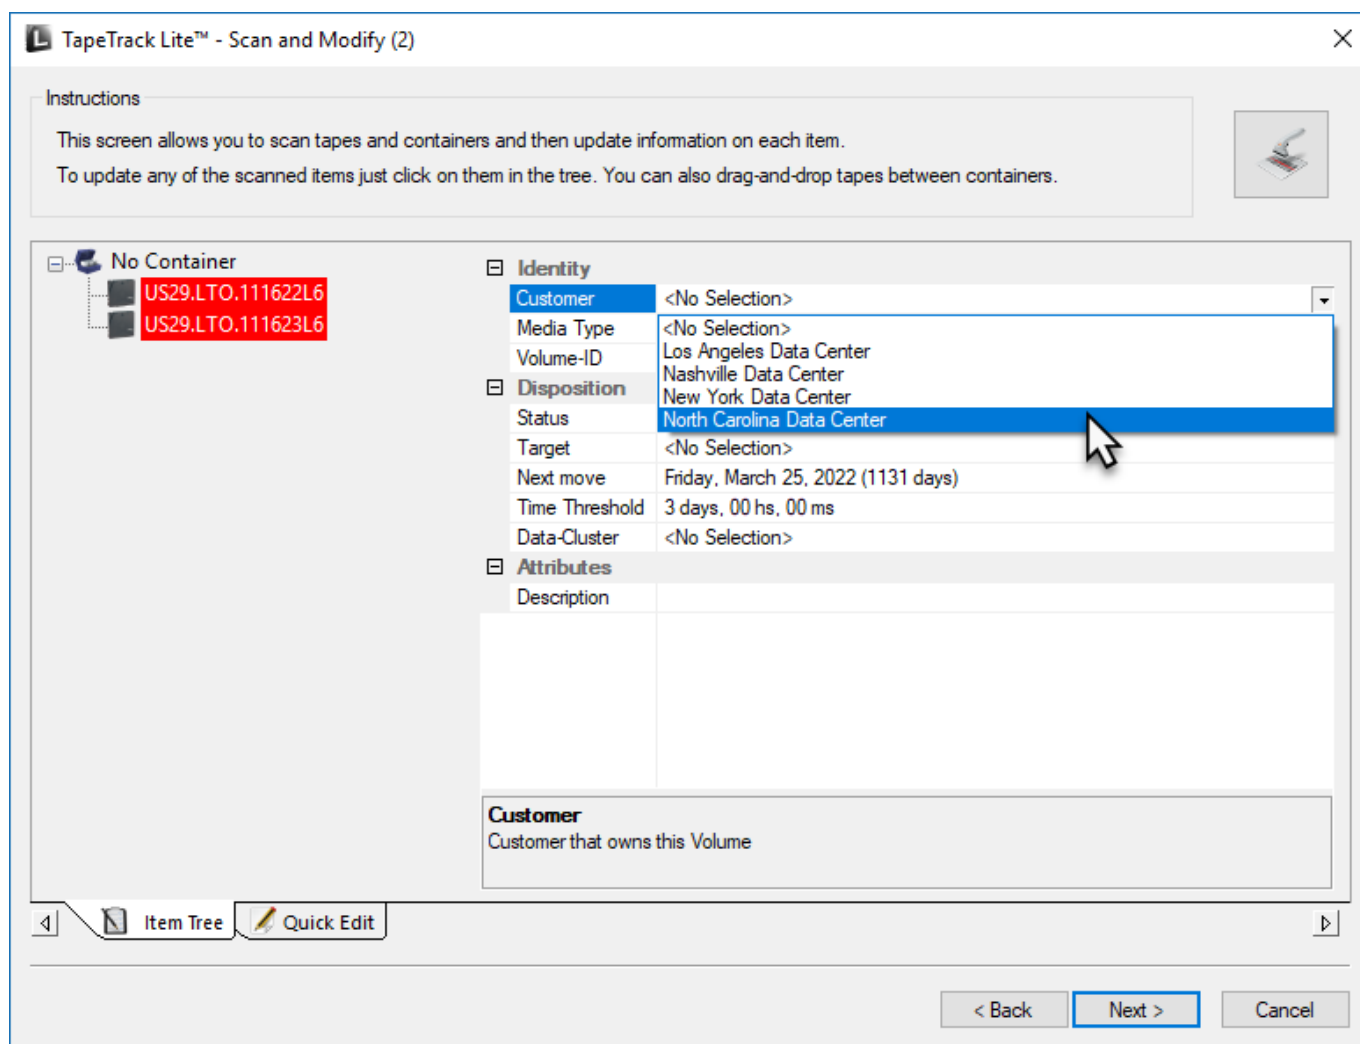 TapeTrack Lite™ - Scan and Modify (2)
Instructions
This screen allows you to scan tapes and containers and then update information on each item.
To update any of the scanned items just click on them in the tree. You can also drag-and-drop tapes between containers.
No Container
US29.LTO.111622L6
US29.LTO.111623L6
Identity
Customer <No Selection>
Media Type <No Selection>
Los Angeles Data Center
Volume-ID
Nashville Data Center
Disposition
New York Data Center
Status North Carolina Data Center
Target <No Selection>
Next move Friday, March 25, 2022 (1131 days)
Time Threshold 3 days, 00 hs, 00 ms
Data-Cluster <No Selection>
Attributes
Description
Customer
Customer that owns this Volume
Item Tree Quick Edit
< Back Next > Cancel